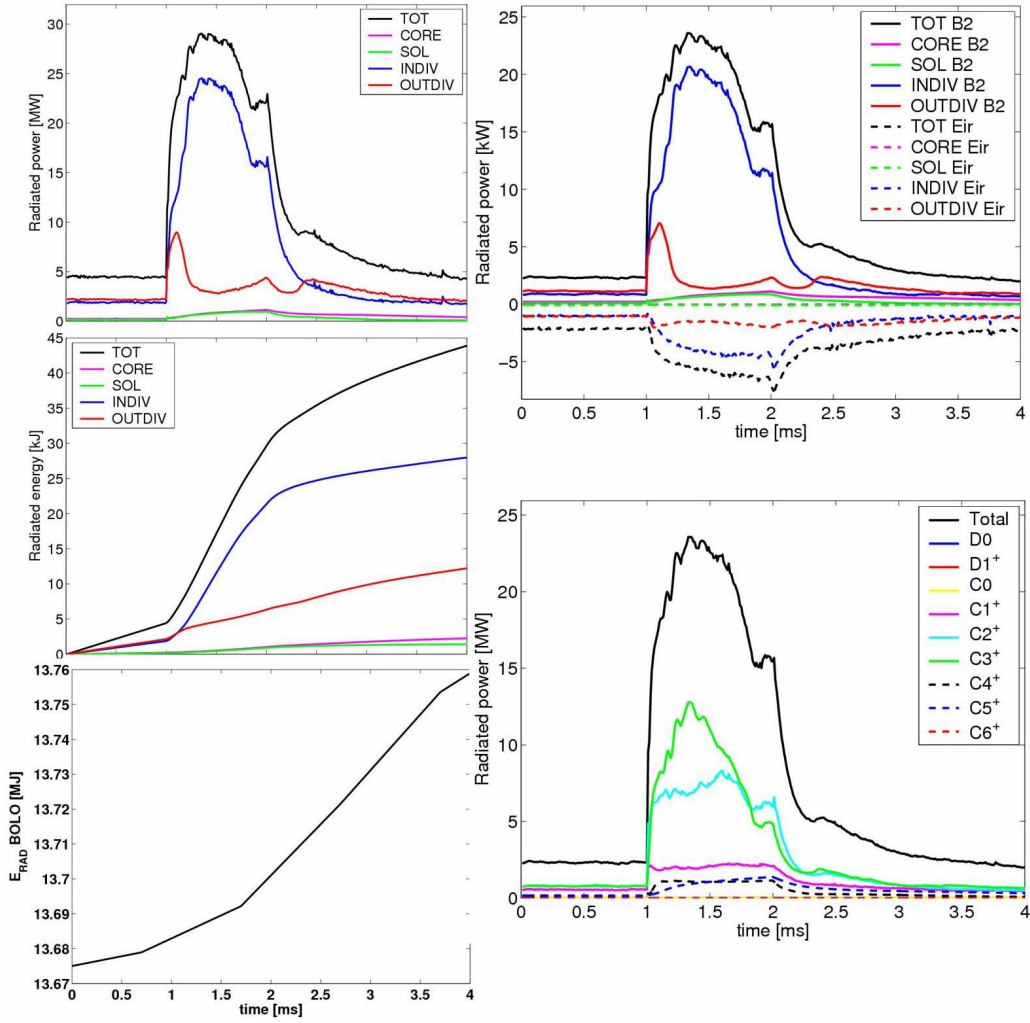 Radiated power [MW]
30
25
20
15
10
5
0
TOT
CORE
SOL
INDIV
OUTDIV
Radiated energy [kJ]
45
40
35
30
25
20
15
10
5
0
TOT
CORE
SOL
INDIV
OUTDIV
E_RAD BOLO [MJ]
13.76
13.75
13.74
13.73
13.72
13.71
13.7
13.69
13.68
13.67
0 0.5 1 1.5 2 2.5 3 3.5 4
time [ms]
Radiated power [kW]
25
20
15
10
5
0
−5
TOT B2
CORE B2
SOL B2
INDIV B2
OUTDIV B2
TOT Eir
CORE Eir
SOL Eir
INDIV Eir
OUTDIV Eir
0 0.5 1 1.5 2 2.5 3 3.5 4
time [ms]
Radiated power [MW]
25
20
15
10
5
0
Total
D0
D1⁺
C0
C1⁺
C2⁺
C3⁺
C4⁺
C5⁺
C6⁺
0 0.5 1 1.5 2 2.5 3 3.5 4
time [ms]